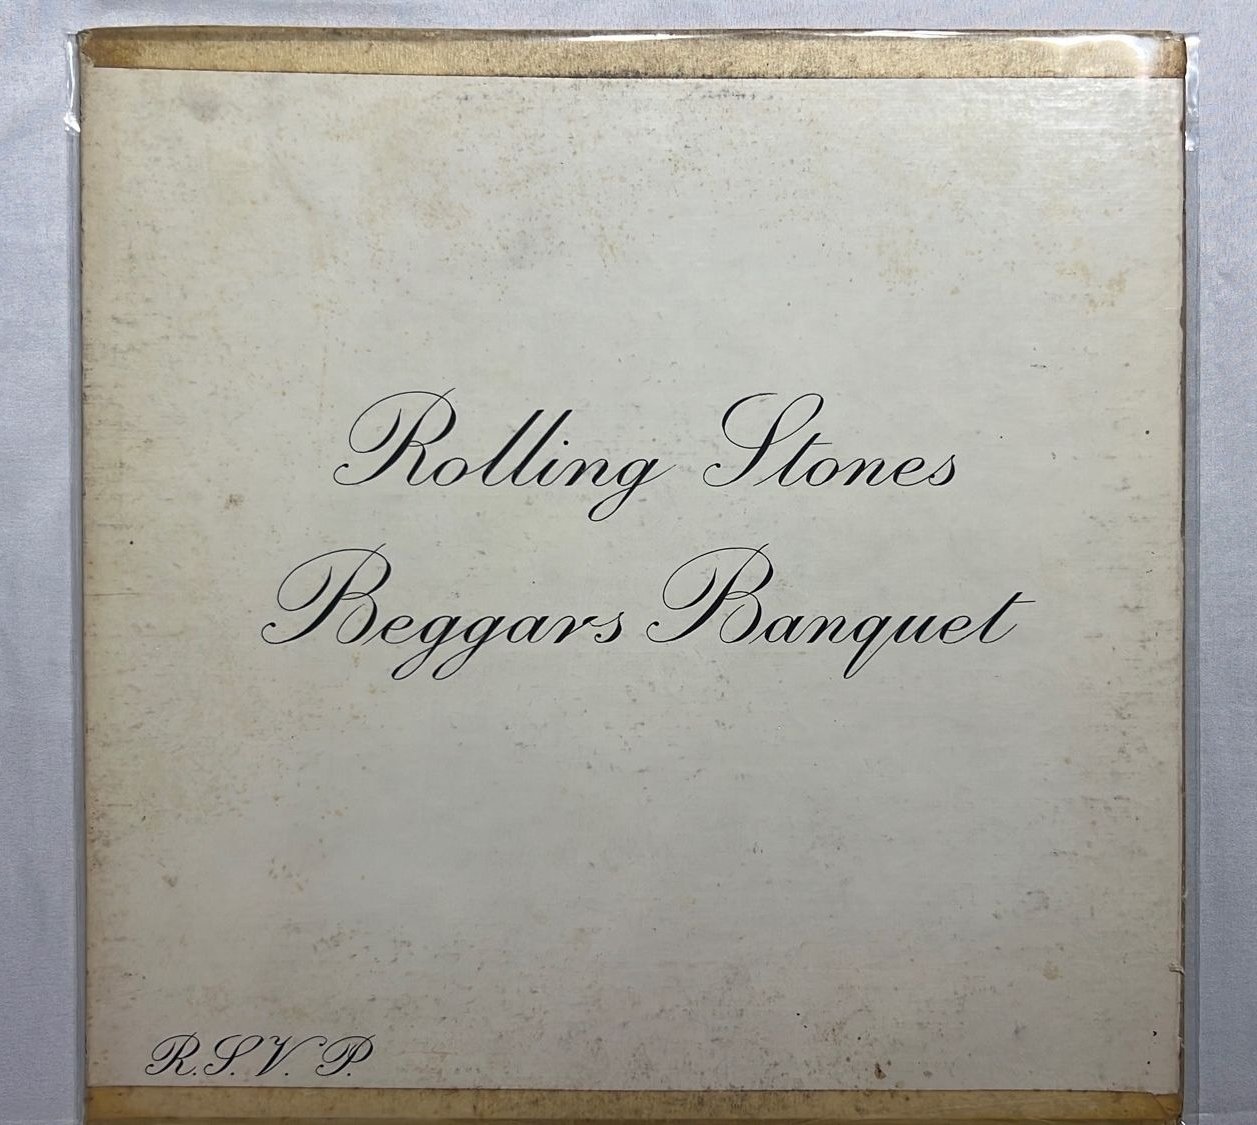 Rolling Stones
Beggars Banquet
R.S.V.P.